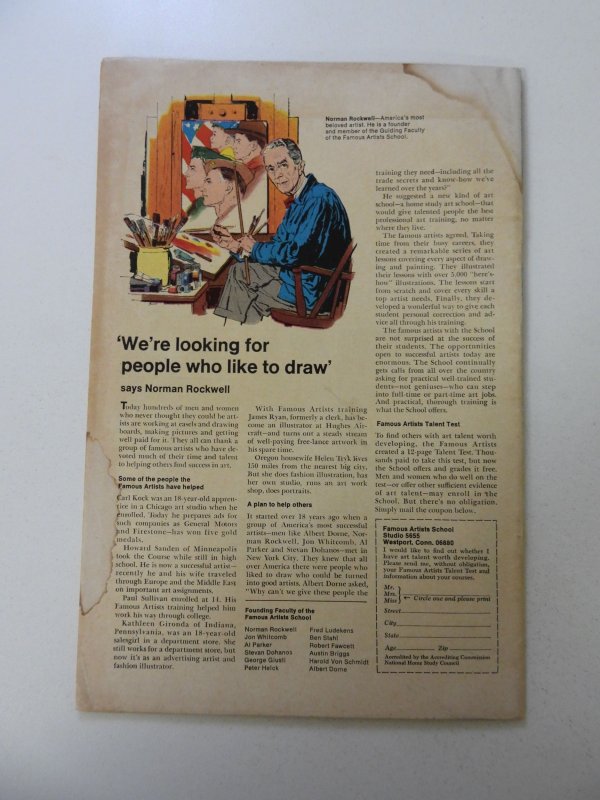 Norman Rockwell—America's most
beloved artist. He is a founder
and member of the Guiding Faculty
of the Famous Artists School.
'We're looking for
people who like to draw'
says Norman Rockwell
Today hundreds of men and women
who never thought they could be art-
ists are working at easels and drawing
boards, making pictures and getting
well paid for it. They all can thank a
group of famous artists who have de-
voted much of their time and talent
to helping others find success in art.
Some of the people the
Famous Artists have helped
Carl Kock was an 18-year-old appren-
tice in a Chicago art studio when he
enrolled. Today he prepares ads for
such companies as General Motors
and Firestone—has won five gold
medals.
Howard Sanden of Minneapolis
took the Course while still in high
school. He is now a successful artist—
recently he and his wife traveled
through Europe and the Middle East
on important art assignments.
Paul Sullivan enrolled at 14. His
Famous Artists training helped him
work his way through college.
Kathleen Gironda of Indiana,
Pennsylvania, was an 18-year-old
salesgirl in a department store. She
still works for a department store, but
now it's as an advertising artist and
fashion illustrator.
With Famous Artists training
James Ryan, formerly a clerk, has be-
come an illustrator at Hughes Air-
craft—and turns out a steady stream
of well-paying free-lance artwork in
his spare time.
Oregon housewife Helen Teyk lives
150 miles from the nearest big city.
But she does fashion illustration, has
her own studio, runs an art work
shop, does portraits.
A plan to help others
It started over 18 years ago when a
group of America's most successful
artists—men like Albert Dorne, Nor-
man Rockwell, Jon Whitcomb, Al
Parker and Stevan Dohanos—met in
New York City. They knew that all
over America there were people who
liked to draw who could be turned
into good artists. Albert Dorne asked,
"Why can't we give these people the
Founding Faculty of the
Famous Artists School
Norman Rockwell
Jon Whitcomb
Al Parker
Stevan Dohanos
George Giusti
Peter Helck
Fred Ludekens
Ben Stahl
Robert Fawcett
Austin Briggs
Harold Von Schmidt
Albert Dorne
training they need—including all the
trade secrets and know-how we've
learned over the years?"
He suggested a new kind of art
school—a home study art school—that
would give talented people the best
professional art training, no matter
where they live.
The famous artists agreed. Taking
time from their busy careers, they
created a remarkable series of art
lessons covering every aspect of draw-
ing and painting. They illustrated
their lessons with over 5,000 "here's-
how" illustrations. The lessons start
from scratch and cover every skill a
top artist needs. Finally, they de-
veloped a wonderful way to give each
student personal correction and ad-
vice all through his training.
The famous artists with the School
are not surprised at the success of
their students. The opportunities
open to successful artists today are
enormous. The School continually
gets calls from all over the country
asking for practical well-trained stu-
dents—not geniuses—who can step
into full-time or part-time art jobs.
And practical, thorough training is
what the School offers.
Famous Artists Talent Test
To find others with art talent worth
developing, the Famous Artists
created a 12-page Talent Test. Thou-
sands paid to take this test, but now
the School offers and grades it free.
Men and women who do well on the
test—or offer other sufficient evidence
of art talent—may enroll in the
School. But there's no obligation.
Simply mail the coupon below.
Famous Artists School
Studio 5655
Westport, Conn. 06880
I would like to find out whether I
have art talent worth developing.
Please send me, without obligation,
your Famous Artists Talent Test and
information about your courses.
Mr.
Mrs.
Miss
← Circle one and please print
Street
City
State
Age Zip
Accredited by the Accrediting Commission
National Home Study Council